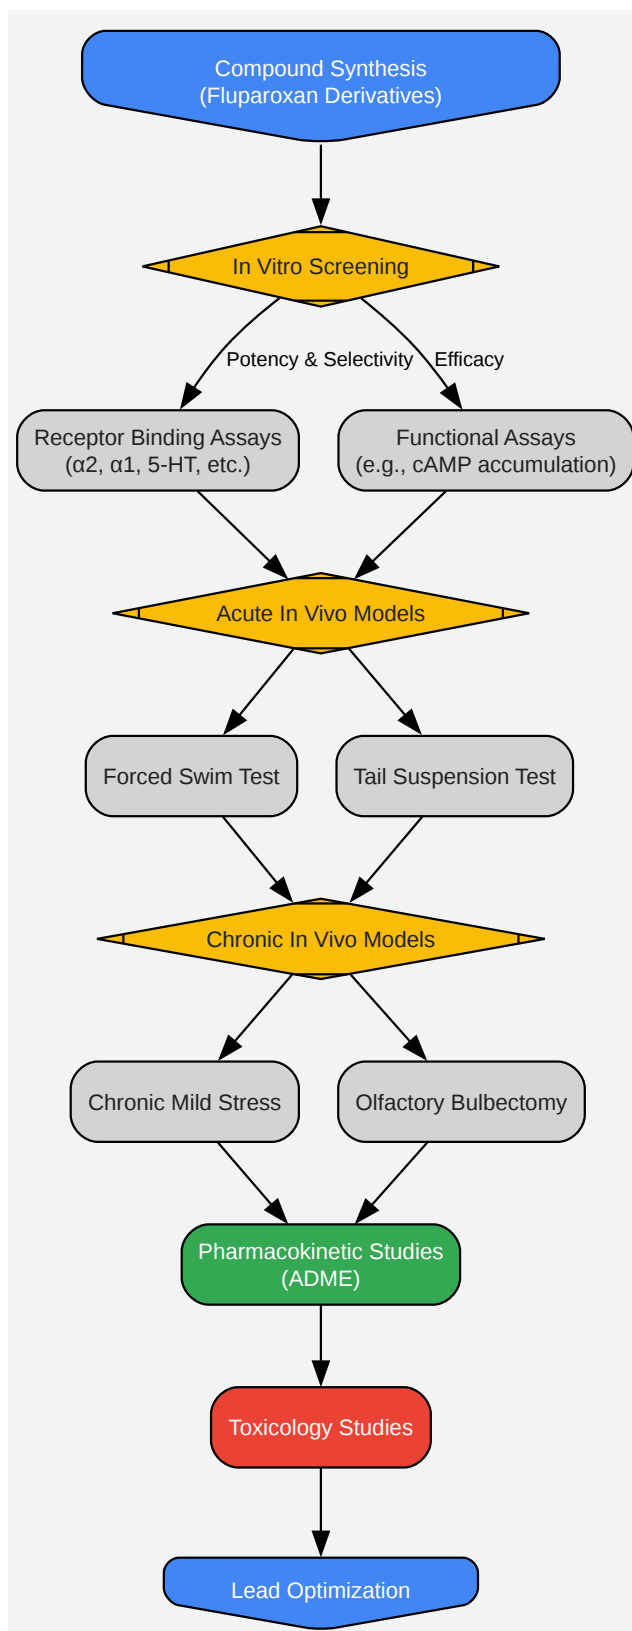 Compound Synthesis
(Fluparoxan Derivatives)
In Vitro Screening
Potency & Selectivity
Efficacy
Receptor Binding Assays
(α2, α1, 5-HT, etc.)
Functional Assays
(e.g., cAMP accumulation)
Acute In Vivo Models
Forced Swim Test
Tail Suspension Test
Chronic In Vivo Models
Chronic Mild Stress
Olfactory Bulbectomy
Pharmacokinetic Studies
(ADME)
Toxicology Studies
Lead Optimization